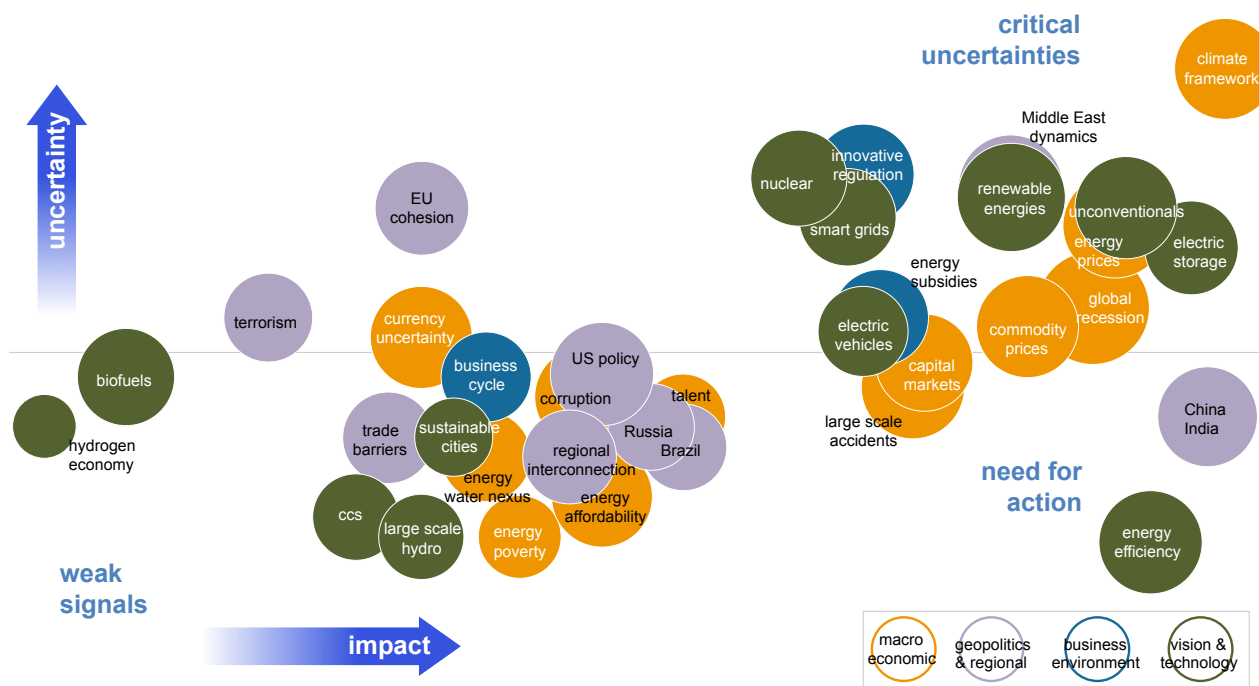 critical
uncertainties
climate
framework
uncertainty
Middle East
dynamics
innovative
regulation
nuclear
renewable
energies
EU
cohesion
unconventionals
smart grids
energy
prices
electric
storage
energy
subsidies
terrorism
currency
uncertainty
electric
vehicles
commodity
prices
global
recession
US policy
business
cycle
capital
markets
biofuels
corruption
talent
China
India
large scale
accidents
trade
barriers
sustainable
cities
Russia
Brazil
hydrogen
economy
regional
interconnection
energy
water nexus
need for
action
energy
affordability
ccs
large scale
hydro
energy
poverty
energy
efficiency
weak
signals
impact
macro
economic
geopolitics
& regional
business
environment
vision &
technology